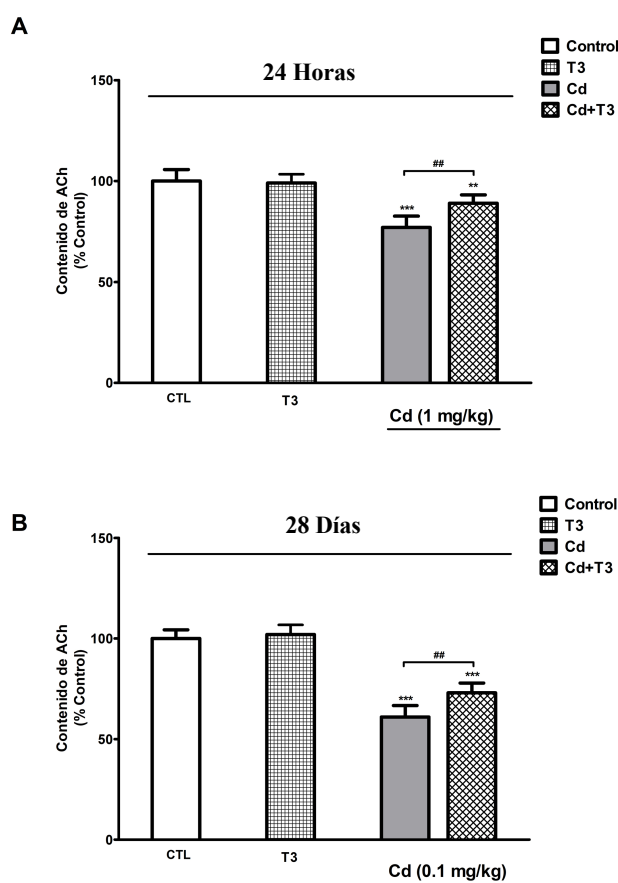 A
24 Horas
Control
T3
Cd
Cd+T3
Contenido de ACh
(% Control)
150
100
50
0
##
***
**
CTL
T3
Cd (1 mg/kg)
B
28 Días
Control
T3
Cd
Cd+T3
Contenido de ACh
(% Control)
150
100
50
0
##
***
***
CTL
T3
Cd (0.1 mg/kg)